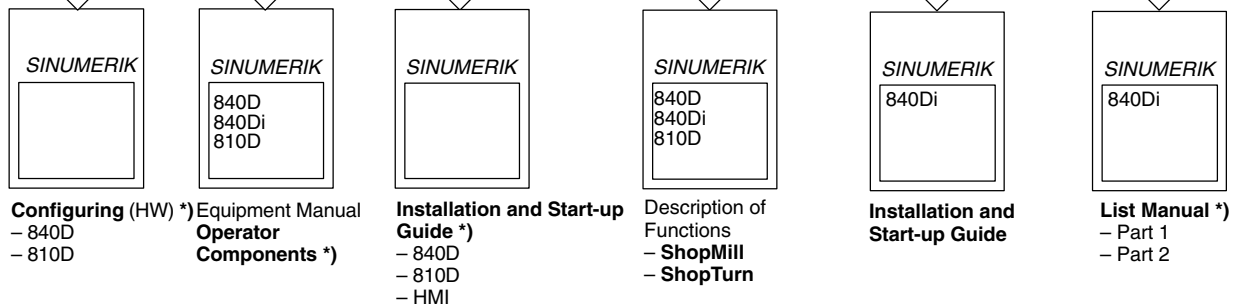 SINUMERIK
Configuring (HW) *)
– 840D
– 810D
SINUMERIK
840D
840Di
810D
Equipment Manual
Operator
Components *)
SINUMERIK
Installation and Start-up
Guide *)
– 840D
– 810D
– HMI
SINUMERIK
840D
840Di
810D
Description of
Functions
– ShopMill
– ShopTurn
SINUMERIK
840Di
Installation and
Start-up Guide
SINUMERIK
840Di
List Manual *)
– Part 1
– Part 2